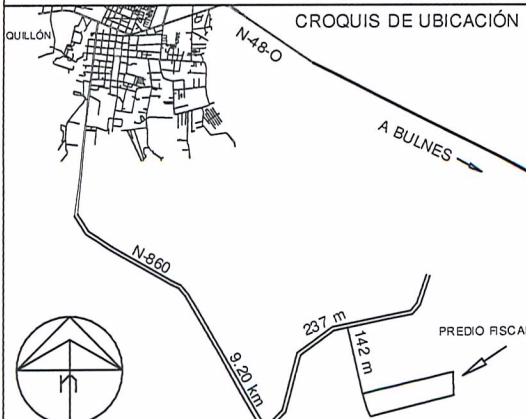 CROQUIS DE UBICACIÓN
QUILLÓN
N-48-O
A BULNES
N-860
9.20 km
237 m
142 m
PREDIO FISCAL
N